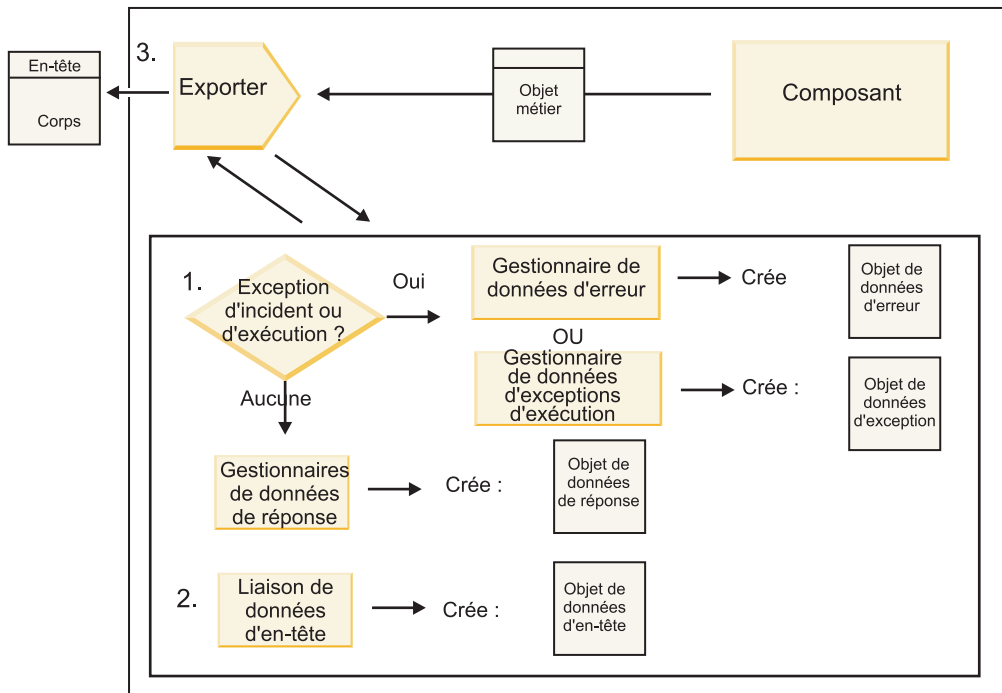 En-tête
Corps
3.
Exporter
Objet
métier
Composant
1.
Exception
d'incident ou
d'exécution ?
Oui
Gestionnaire de
données d'erreur
Crée
Objet de
données
d'erreur
OU
Gestionnaire
de données
d'exceptions
d'exécution
Crée :
Objet de
données
d'exception
Aucune
Gestionnaires
de données
de réponse
Crée :
Objet de
données
de réponse
2.
Liaison de
données
d'en-tête
Crée :
Objet de
données
d'en-tête